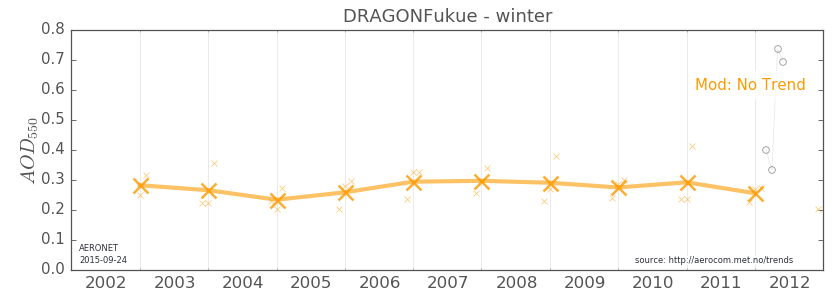 DRAGONFukue - winter
0.8
0.7
0.6
0.5
0.4
0.3
0.2
0.1
0.0
AOD550
Mod: No Trend
AERONET
2015-09-24
source: http://aerocom.met.no/trends
2002 2003 2004 2005 2006 2007 2008 2009 2010 2011 2012